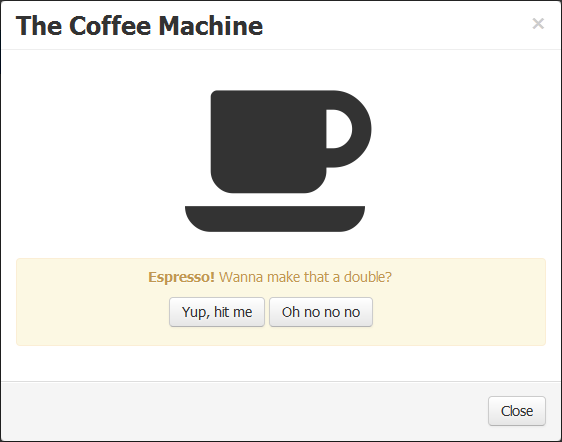 The Coffee Machine ×
Espresso! Wanna make that a double?
Yup, hit me Oh no no no
Close